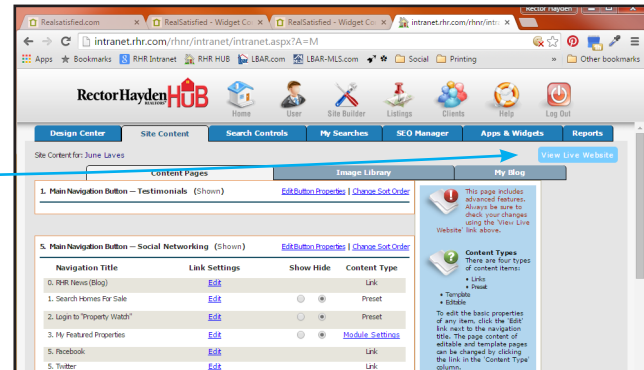 Rector Hayden
Realsatisfied.com
RealSatisfied - Widget Co
RealSatisfied - Widget Co
intranet.rhr.com/rhnr/intr
intranet.rhr.com/rhnr/intranet/intranet.aspx?A=M
Apps Bookmarks RHR Intranet RHR HUB LBAR.com LBAR-MLS.com Social Printing » Other bookmarks
RectorHayden HUB
REALTORS
Home User Site Builder Listings Clients Help Log Out
Design Center Site Content Search Controls My Searches SEO Manager Apps & Widgets Reports
Site Content for: June Laves
View Live Website
Content Pages Image Library My Blog
1. Main Navigation Button — Testimonials (Shown) Edit Button Properties | Change Sort Order
5. Main Navigation Button — Social Networking (Shown) Edit Button Properties | Change Sort Order
Navigation Title Link Settings Show Hide Content Type
0. RHR News (Blog) Edit Link
1. Search Homes For Sale Edit Preset
2. Login to "Property Watch" Edit Preset
3. My Featured Properties Edit Module Settings
5. Facebook Edit Link
5. Twitter Edit Link
This page includes
advanced features.
Always be sure to
check your changes
using the 'View Live
Website' link above.
Content Types
There are four types
of content items:
• Links
• Preset
• Template
• Editable
To edit the basic properties
of any item, click the 'Edit'
link next to the navigation
title. The page content of
editable and template pages
can be changed by clicking
the link in the 'Content Type'
column.